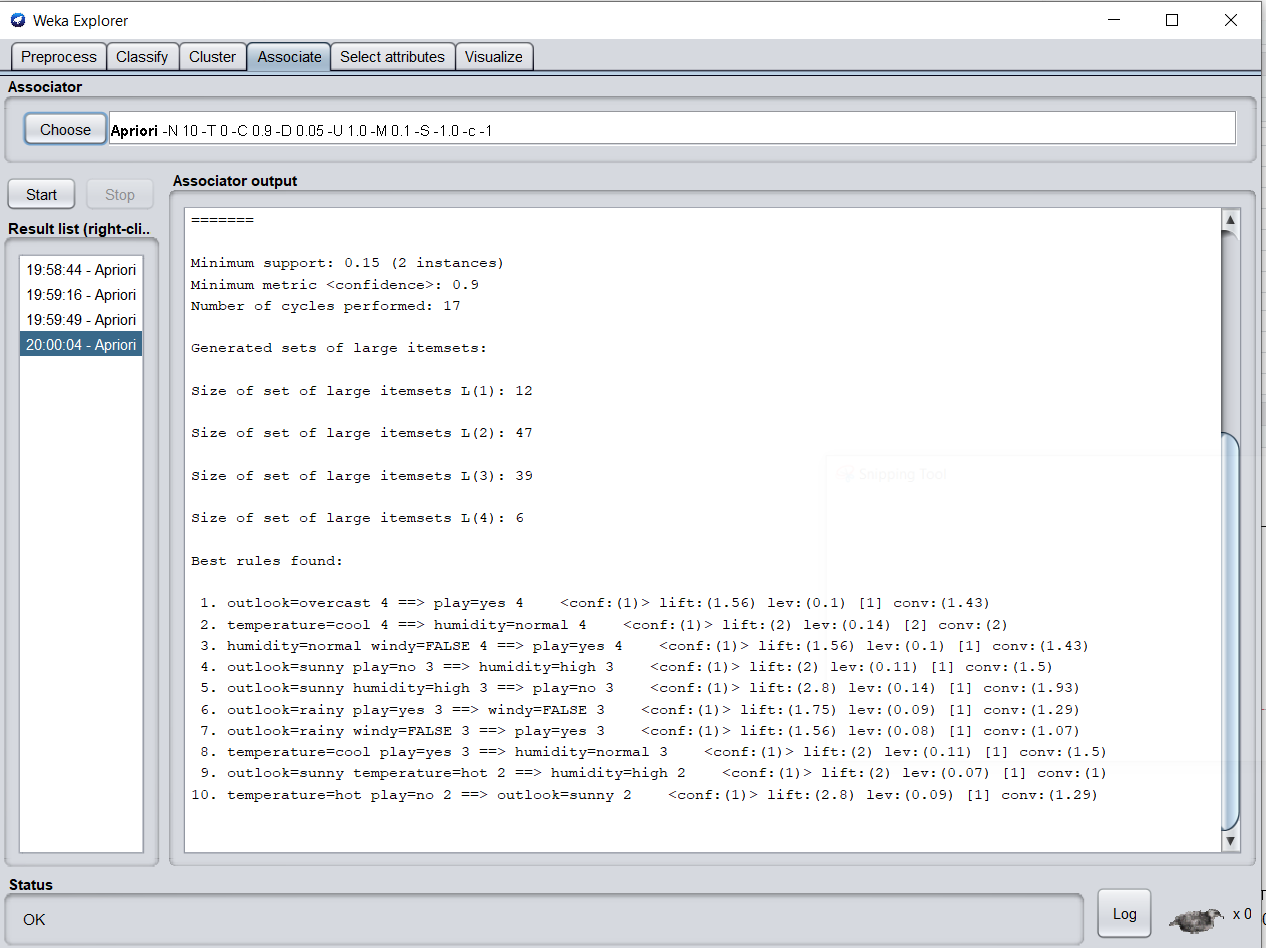 Weka Explorer
Preprocess Classify Cluster Associate Select attributes Visualize
Associator
Choose Apriori -N 10 -T 0 -C 0.9 -D 0.05 -U 1.0 -M 0.1 -S -1.0 -c -1
Start Stop
Associator output
Result list (right-cli..
19:58:44 - Apriori
19:59:16 - Apriori
19:59:49 - Apriori
20:00:04 - Apriori
=======
Minimum support: 0.15 (2 instances)
Minimum metric <confidence>: 0.9
Number of cycles performed: 17
Generated sets of large itemsets:
Size of set of large itemsets L(1): 12
Size of set of large itemsets L(2): 47
Size of set of large itemsets L(3): 39
Size of set of large itemsets L(4): 6
Best rules found:
1. outlook=overcast 4 ==> play=yes 4 <conf:(1)> lift:(1.56) lev:(0.1) [1] conv:(1.43)
2. temperature=cool 4 ==> humidity=normal 4 <conf:(1)> lift:(2) lev:(0.14) [2] conv:(2)
3. humidity=normal windy=FALSE 4 ==> play=yes 4 <conf:(1)> lift:(1.56) lev:(0.1) [1] conv:(1.43)
4. outlook=sunny play=no 3 ==> humidity=high 3 <conf:(1)> lift:(2) lev:(0.11) [1] conv:(1.5)
5. outlook=sunny humidity=high 3 ==> play=no 3 <conf:(1)> lift:(2.8) lev:(0.14) [1] conv:(1.93)
6. outlook=rainy play=yes 3 ==> windy=FALSE 3 <conf:(1)> lift:(1.75) lev:(0.09) [1] conv:(1.29)
7. outlook=rainy windy=FALSE 3 ==> play=yes 3 <conf:(1)> lift:(1.56) lev:(0.08) [1] conv:(1.07)
8. temperature=cool play=yes 3 ==> humidity=normal 3 <conf:(1)> lift:(2) lev:(0.11) [1] conv:(1.5)
9. outlook=sunny temperature=hot 2 ==> humidity=high 2 <conf:(1)> lift:(2) lev:(0.07) [1] conv:(1)
10. temperature=hot play=no 2 ==> outlook=sunny 2 <conf:(1)> lift:(2.8) lev:(0.09) [1] conv:(1.29)
Snipping Tool
Status
OK
Log
x 0